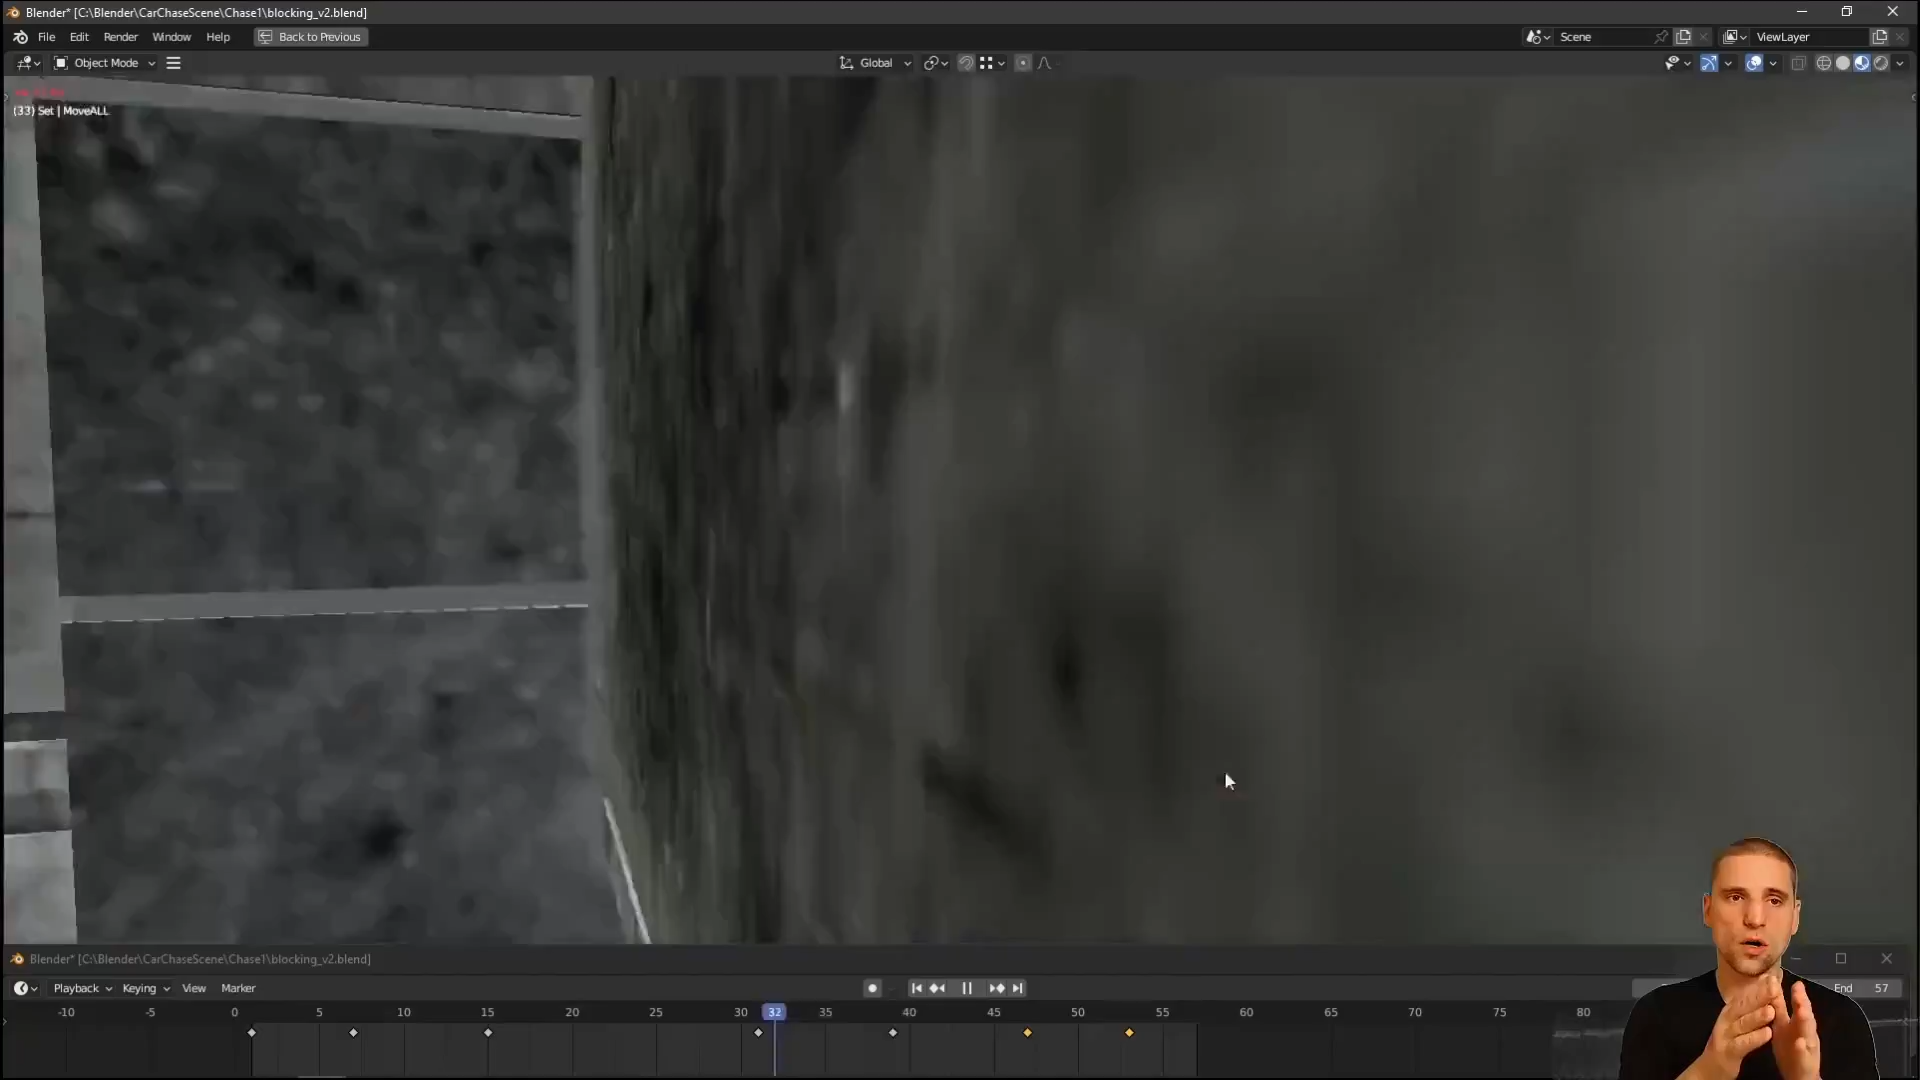 Blender* [C:\Blender\CarChaseScene\Chase1\blocking_v2.blend]
File Edit Render Window Help Back to Previous Scene ViewLayer
Object Mode Global
(33) Set | MoveALL
Blender* [C:\Blender\CarChaseScene\Chase1\blocking_v2.blend]
Playback Keying View Marker End 57
-10 -5 0 5 10 15 20 25 30 32 35 40 45 50 55 60 65 70 75 80